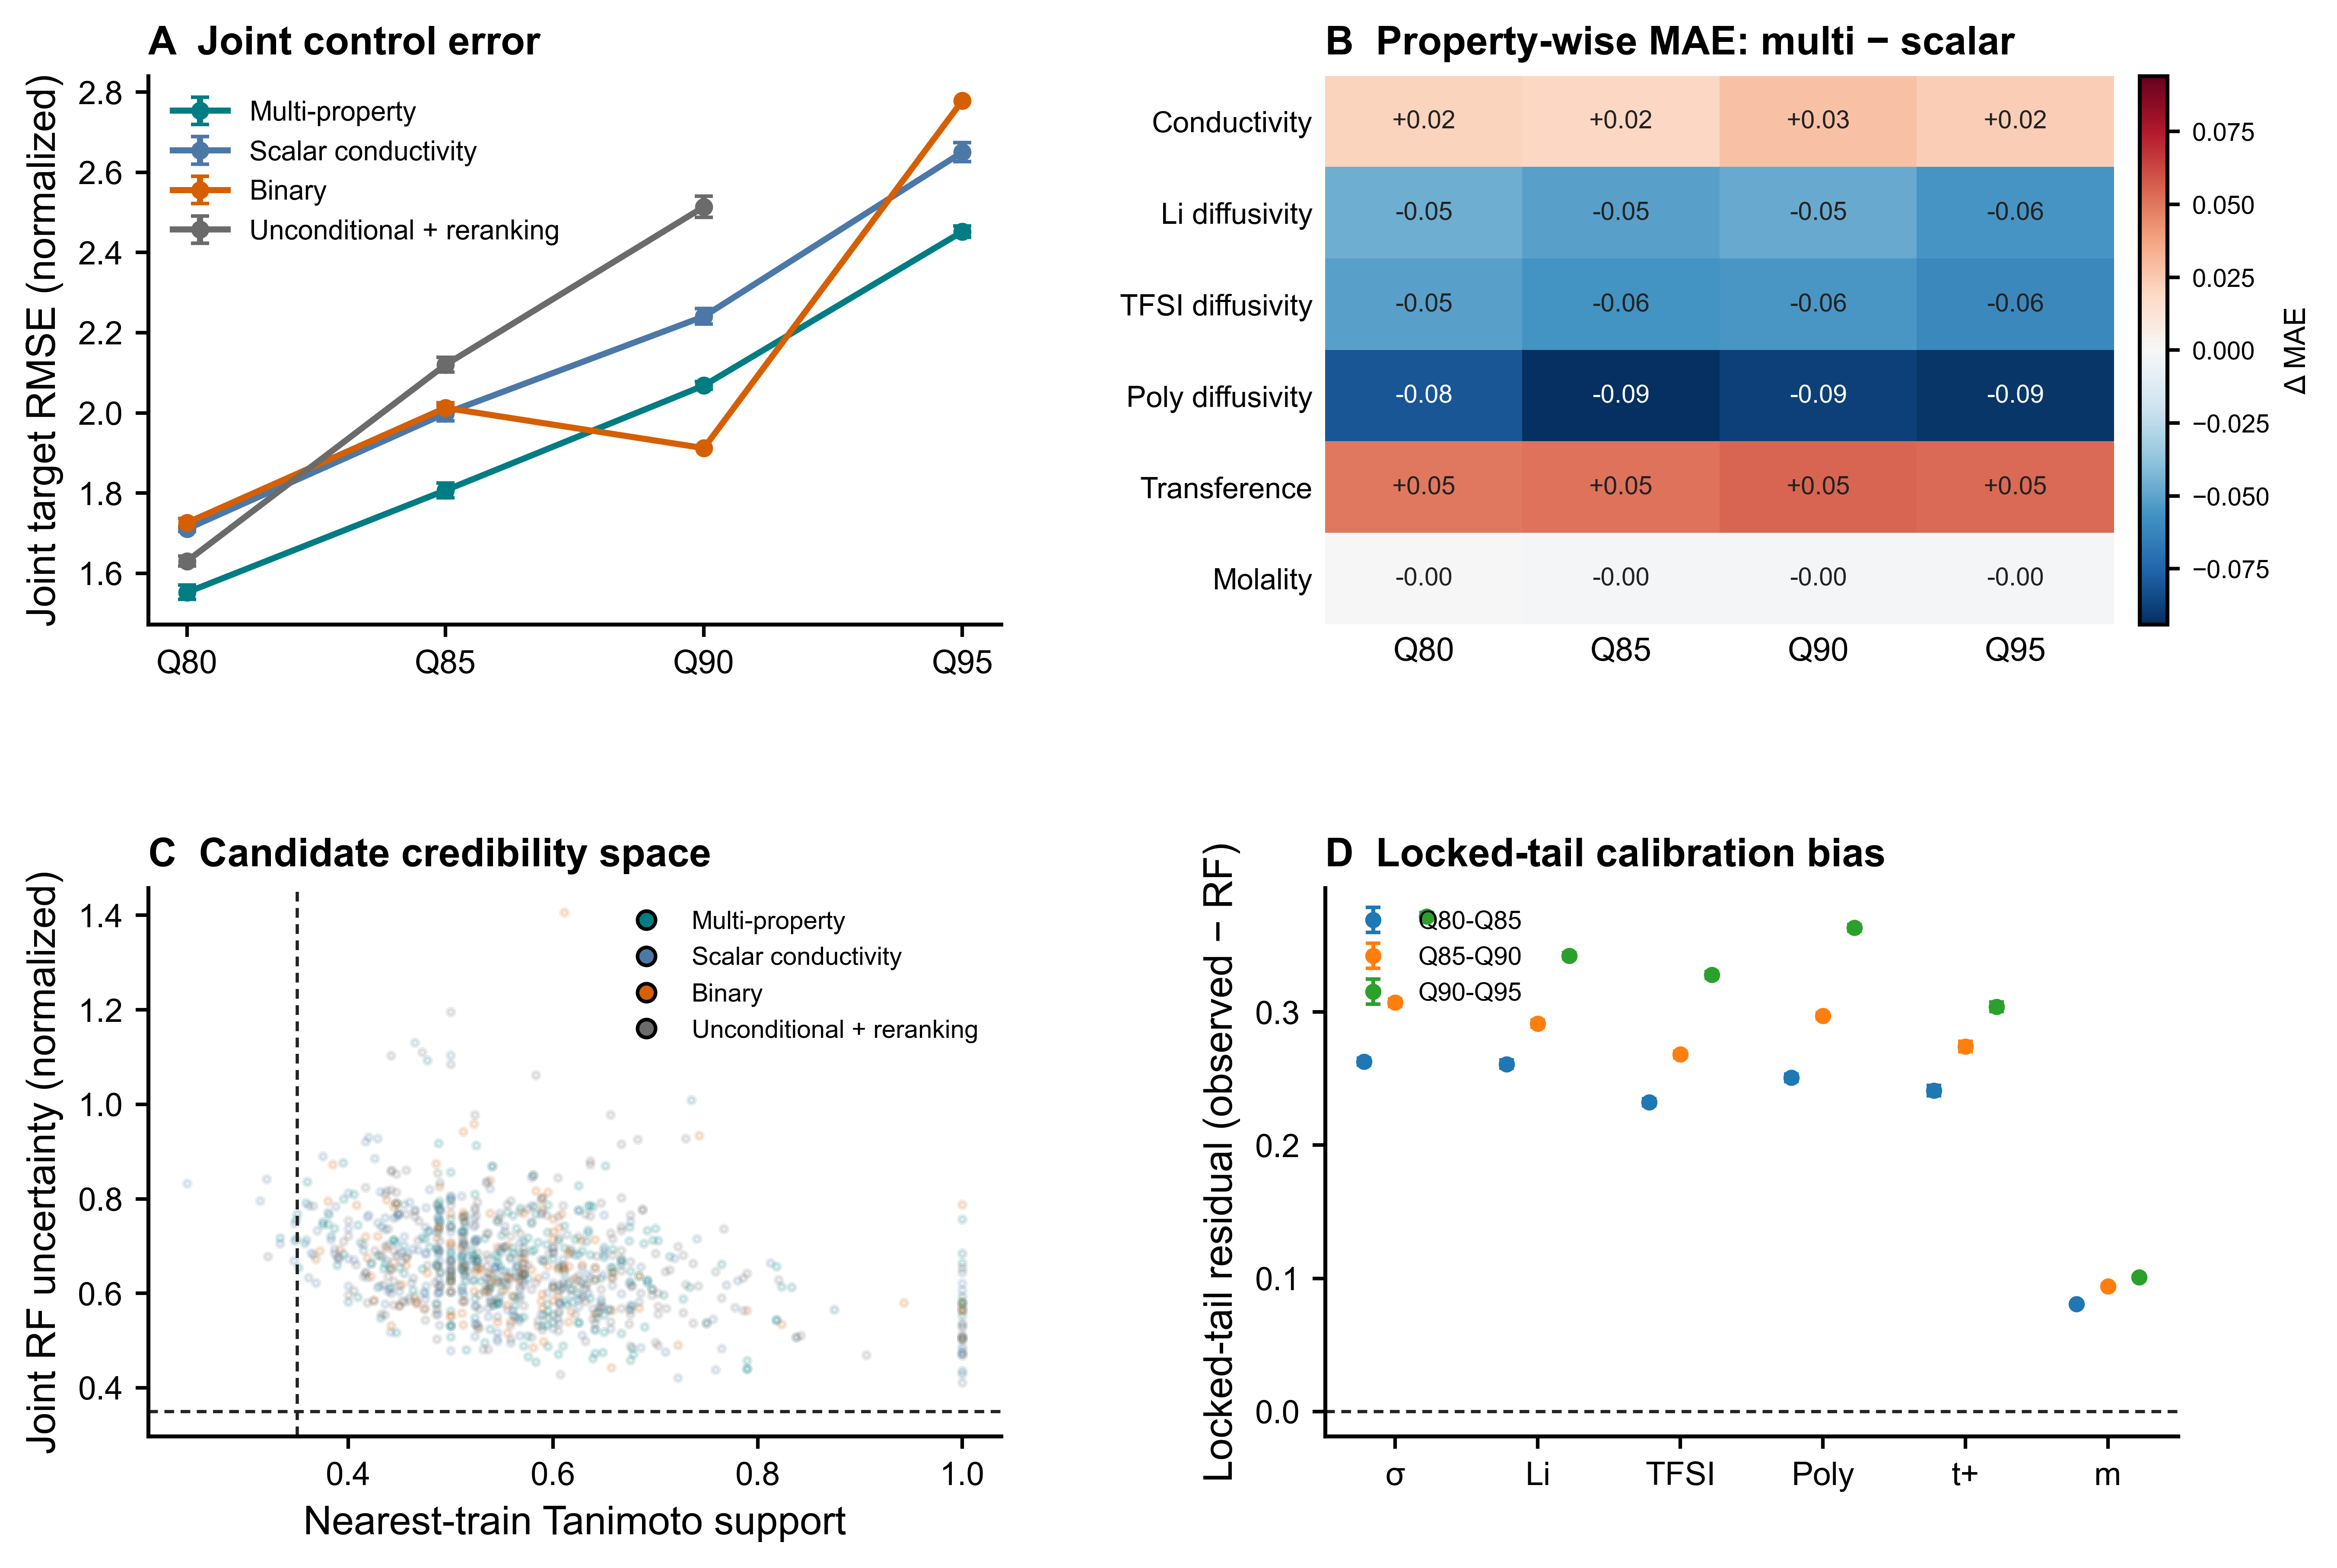 A Joint control error
Joint target RMSE (normalized)
2.8
2.6
2.4
2.2
2.0
1.8
1.6
Multi-property
Scalar conductivity
Binary
Unconditional + reranking
Q80 Q85 Q90 Q95
B Property-wise MAE: multi − scalar
Conductivity +0.02 +0.02 +0.03 +0.02
Li diffusivity -0.05 -0.05 -0.05 -0.06
TFSI diffusivity -0.05 -0.06 -0.06 -0.06
Poly diffusivity -0.08 -0.09 -0.09 -0.09
Transference +0.05 +0.05 +0.05 +0.05
Molality -0.00 -0.00 -0.00 -0.00
Q80 Q85 Q90 Q95
0.075
0.050
0.025
0.000
−0.025
−0.050
−0.075
Δ MAE
C Candidate credibility space
Joint RF uncertainty (normalized)
1.4
1.2
1.0
0.8
0.6
0.4
Multi-property
Scalar conductivity
Binary
Unconditional + reranking
0.4 0.6 0.8 1.0
Nearest-train Tanimoto support
D Locked-tail calibration bias
Locked-tail residual (observed − RF)
0.3
0.2
0.1
0.0
Q80-Q85
Q85-Q90
Q90-Q95
σ Li TFSI Poly t+ m